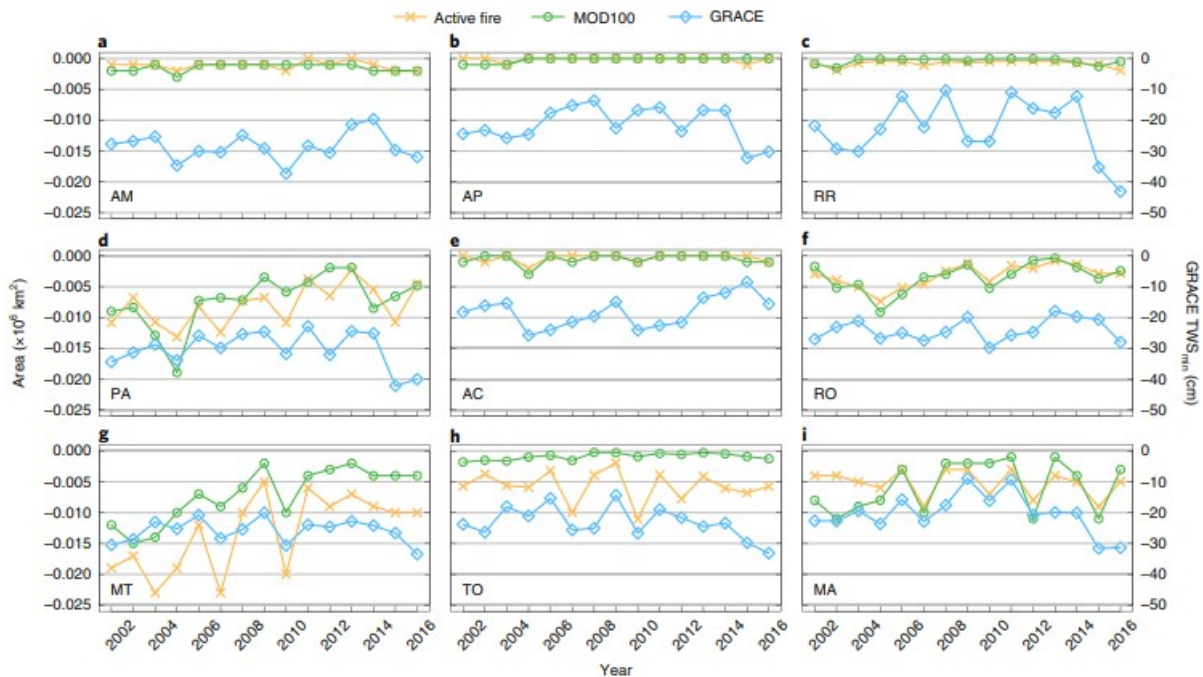 Active fire MOD100 GRACE
a b c
0.000 0
−0.005 −10
−0.010 −20
−0.015 −30
−0.020 −40
−0.025 −50
AM AP RR
d e f
0.000 0
−0.005 −10
−0.010 −20
−0.015 −30
−0.020 −40
−0.025 −50
PA AC RO
Area (×10⁶ km²)
GRACE TWSmin (cm)
g h i
0.000 0
−0.005 −10
−0.010 −20
−0.015 −30
−0.020 −40
−0.025 −50
MT TO MA
2002 2004 2006 2008 2010 2012 2014 2016 2002 2004 2006 2008 2010 2012 2014 2016 2002 2004 2006 2008 2010 2012 2014 2016
Year